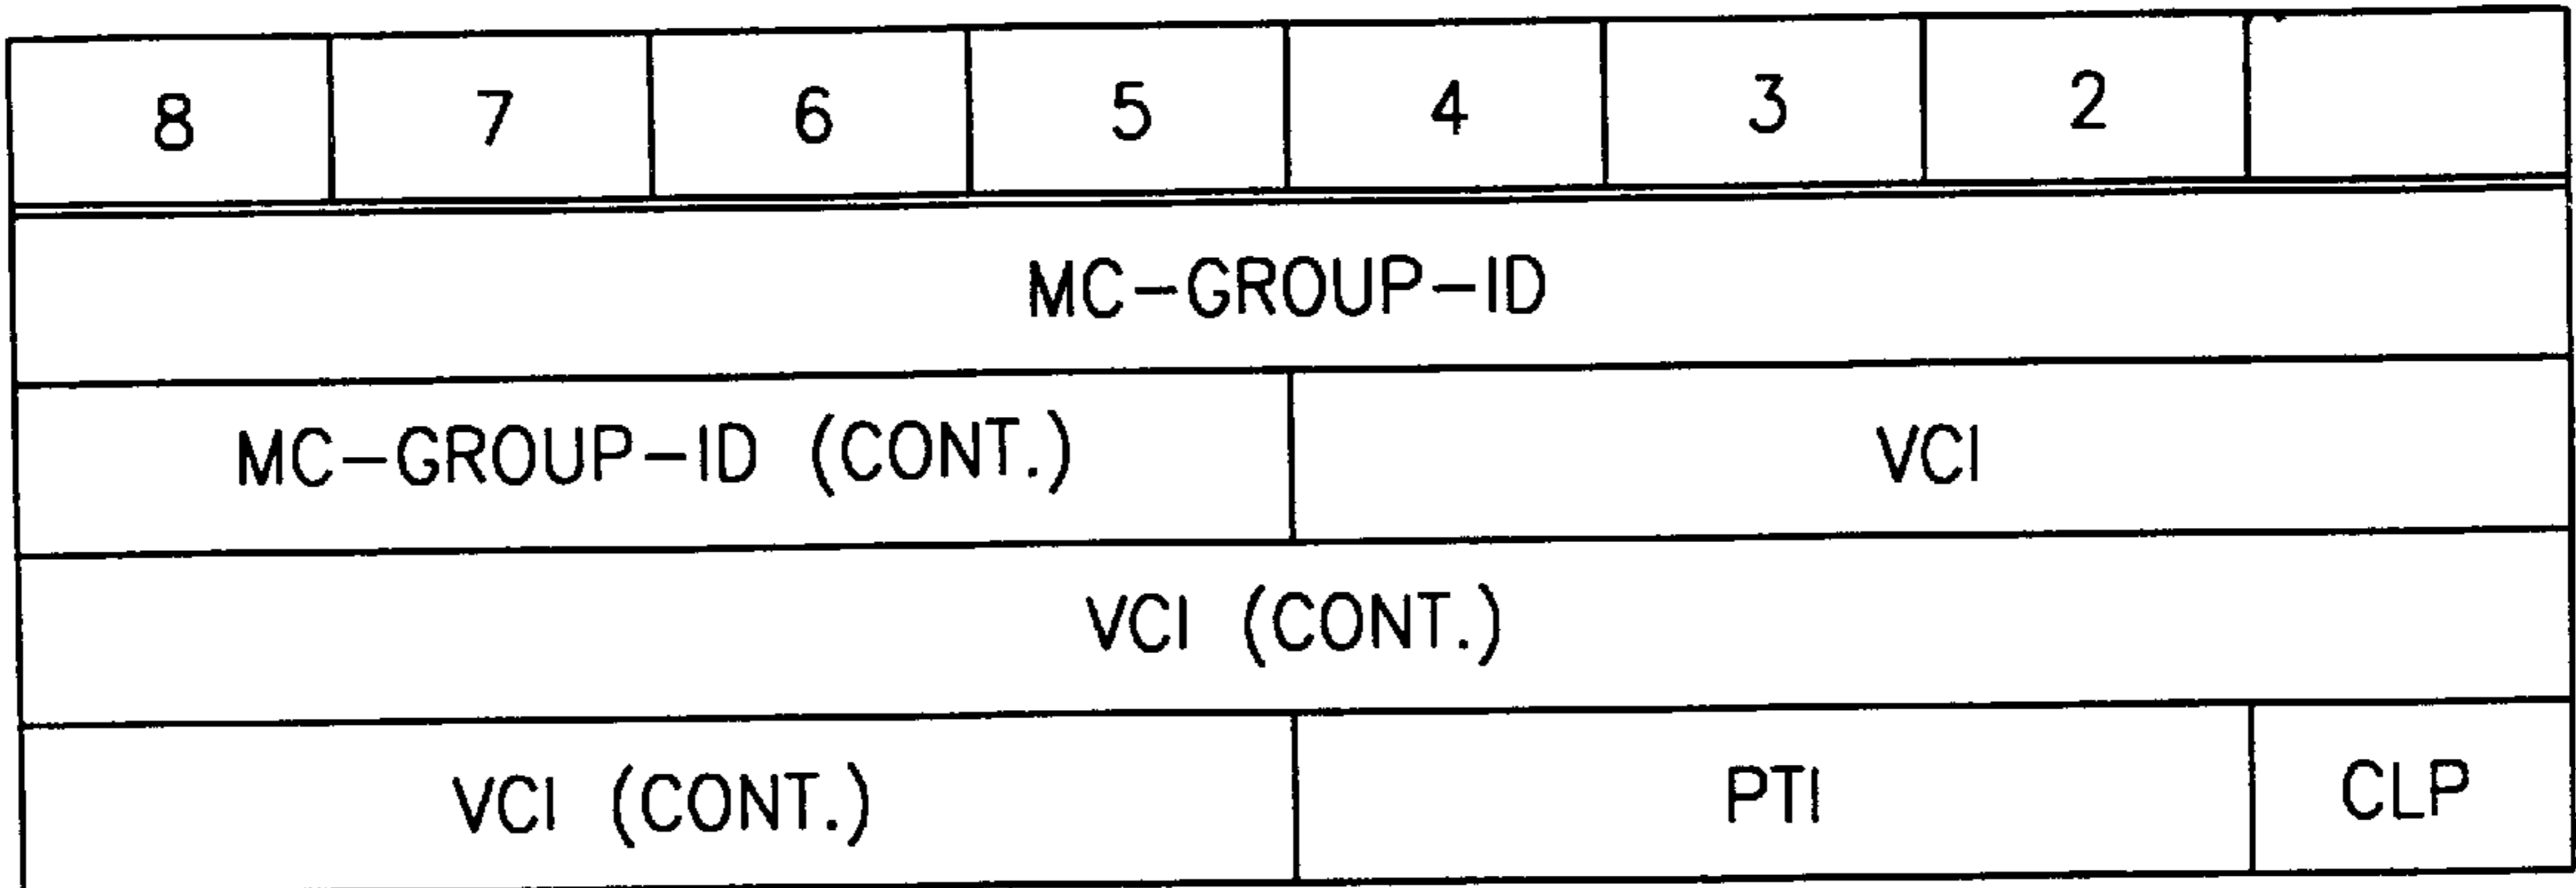 8 7 6 5 4 3 2
MC-GROUP-ID
MC-GROUP-ID (CONT.) VCI
VCI (CONT.)
VCI (CONT.) PTI CLP